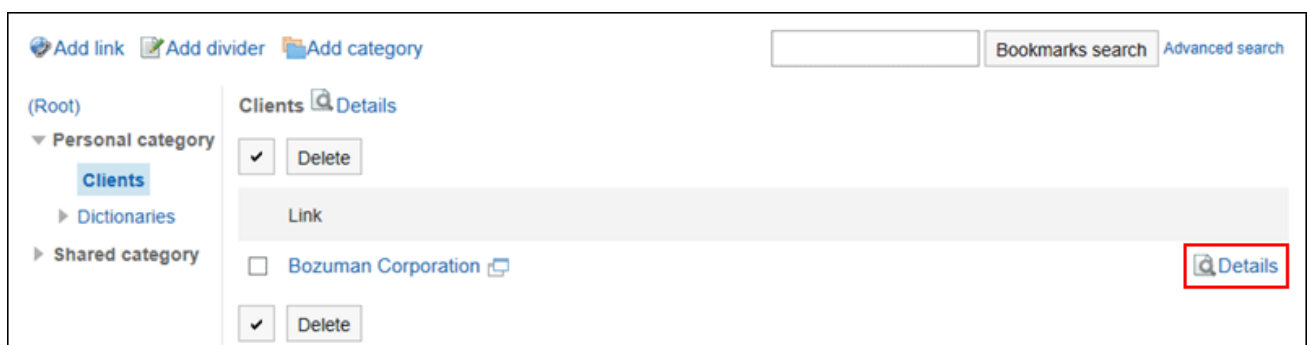 Add link Add divider Add category Bookmarks search Advanced search
(Root)
Personal category
Clients
Dictionaries
Shared category
Clients Details
Delete
Link
Bozuman Corporation Details
Delete